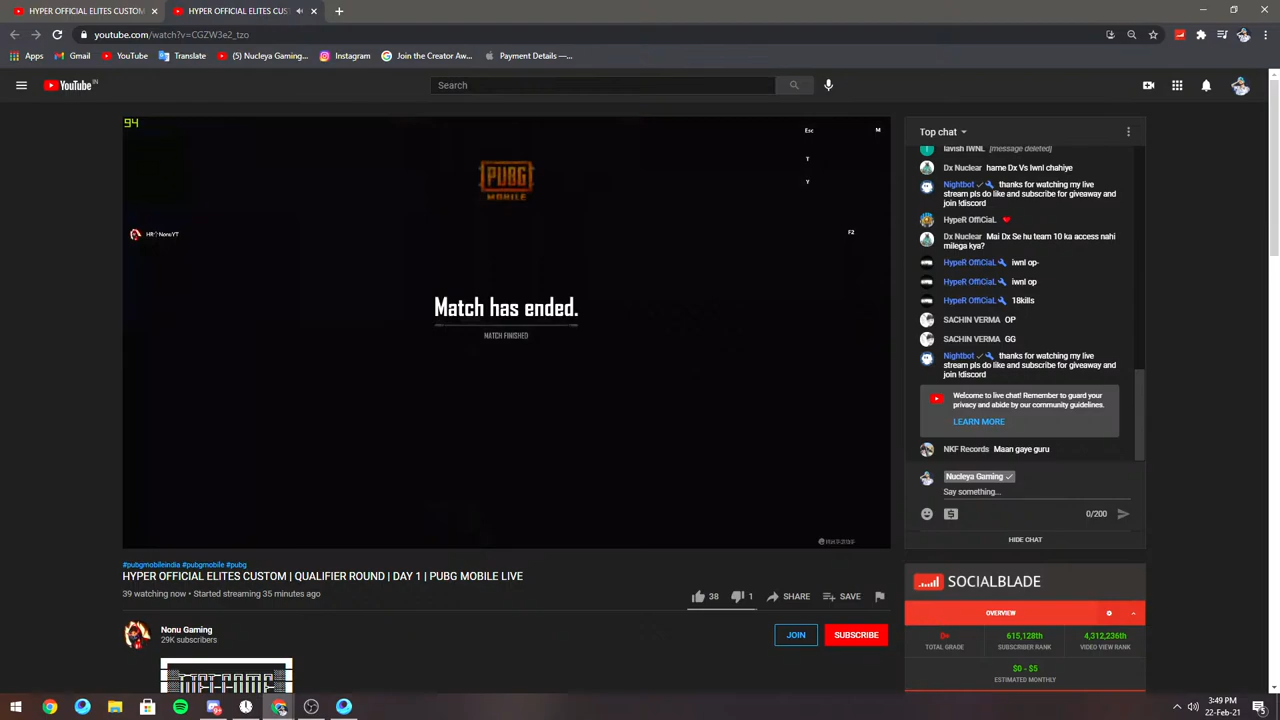 HYPER OFFICIAL ELITES CUSTOM
HYPER OFFICIAL ELITES CUS
youtube.com/watch?v=CGZW3e2_tzo
Apps
Gmail
YouTube
Translate
(5) Nucleya Gaming...
Instagram
Join the Creator Aw...
Payment Details —...
YouTube IN
Search
94
Esc
M
T
Y
PUBG
MOBILE
HR
NonuYT
F2
Match has ended.
MATCH FINISHED
Top chat
lavish IWNL [message deleted]
Dx Nuclear hame Dx Vs Iwnl chahiye
Nightbot thanks for watching my live
stream pls do like and subscribe for giveaway and
join !discord
HypeR OffiCiaL
Dx Nuclear Mai Dx Se hu team 10 ka access nahi
milega kya?
HypeR OffiCiaL iwnl op-
HypeR OffiCiaL iwnl op
HypeR OffiCiaL 18kills
SACHIN VERMA OP
SACHIN VERMA GG
Nightbot thanks for watching my live
stream pls do like and subscribe for giveaway and
join !discord
Welcome to live chat! Remember to guard your
privacy and abide by our community guidelines.
LEARN MORE
NKF Records Maan gaye guru
Nucleya Gaming
Say something...
0/200
HIDE CHAT
#pubgmobileindia #pubgmobile #pubg
HYPER OFFICIAL ELITES CUSTOM | QUALIFIER ROUND | DAY 1 | PUBG MOBILE LIVE
39 watching now • Started streaming 35 minutes ago
38
1
SHARE
SAVE
Nonu Gaming
29K subscribers
JOIN
SUBSCRIBE
SOCIALBLADE
OVERVIEW
TOTAL GRADE
615,128th
SUBSCRIBER RANK
4,312,236th
VIDEO VIEW RANK
$0 - $5
ESTIMATED MONTHLY
3:49 PM
22-Feb-21